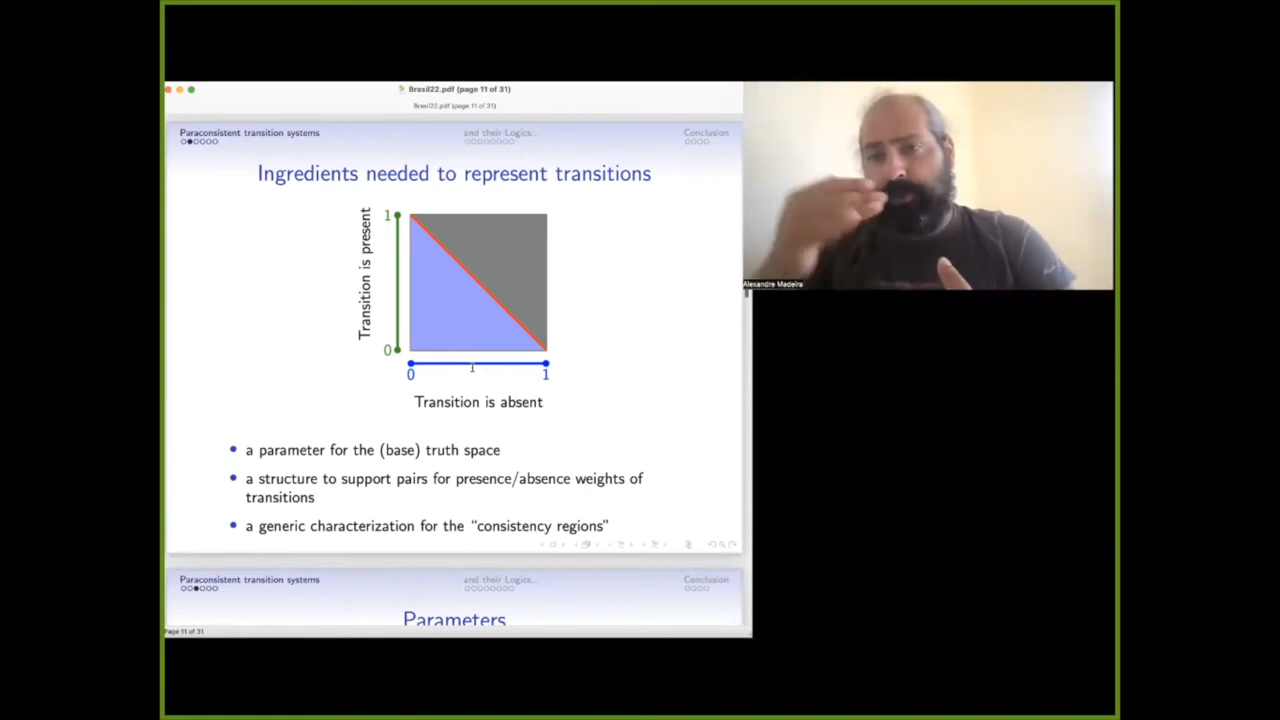 Brasil22.pdf (page 11 of 31)
Brasil22.pdf (page 11 of 31)
Paraconsistent transition systems
and their Logics...
Conclusion
Ingredients needed to represent transitions
Transition is present
1
0
0
1
Transition is absent
a parameter for the (base) truth space
a structure to support pairs for presence/absence weights of
transitions
a generic characterization for the “consistency regions”
Paraconsistent transition systems
and their Logics...
Conclusion
Parameters
Page 11 of 31
Alexandre Madeira